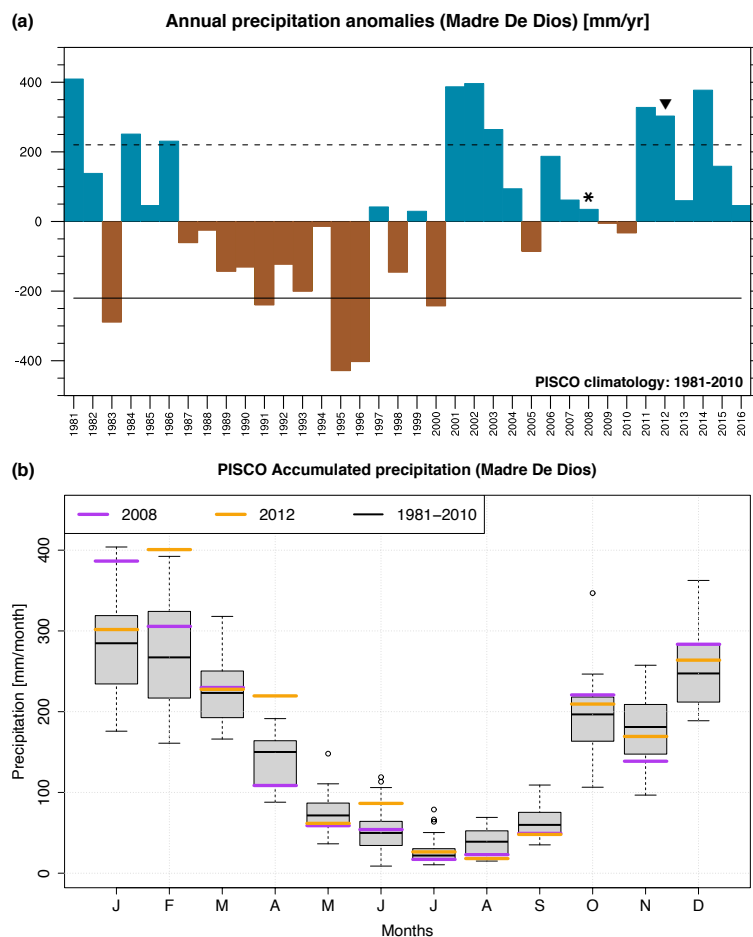 (a)
Annual precipitation anomalies (Madre De Dios) [mm/yr]
400
200
0
-200
-400
*
PISCO climatology: 1981-2010
1981 1982 1983 1984 1985 1986 1987 1988 1989 1990 1991 1992 1993 1994 1995 1996 1997 1998 1999 2000 2001 2002 2003 2004 2005 2006 2007 2008 2009 2010 2011 2012 2013 2014 2015 2016
(b)
PISCO Accumulated precipitation (Madre De Dios)
2008 2012 1981−2010
Precipitation [mm/month]
400
300
200
100
0
J F M A M J J A S O N D
Months